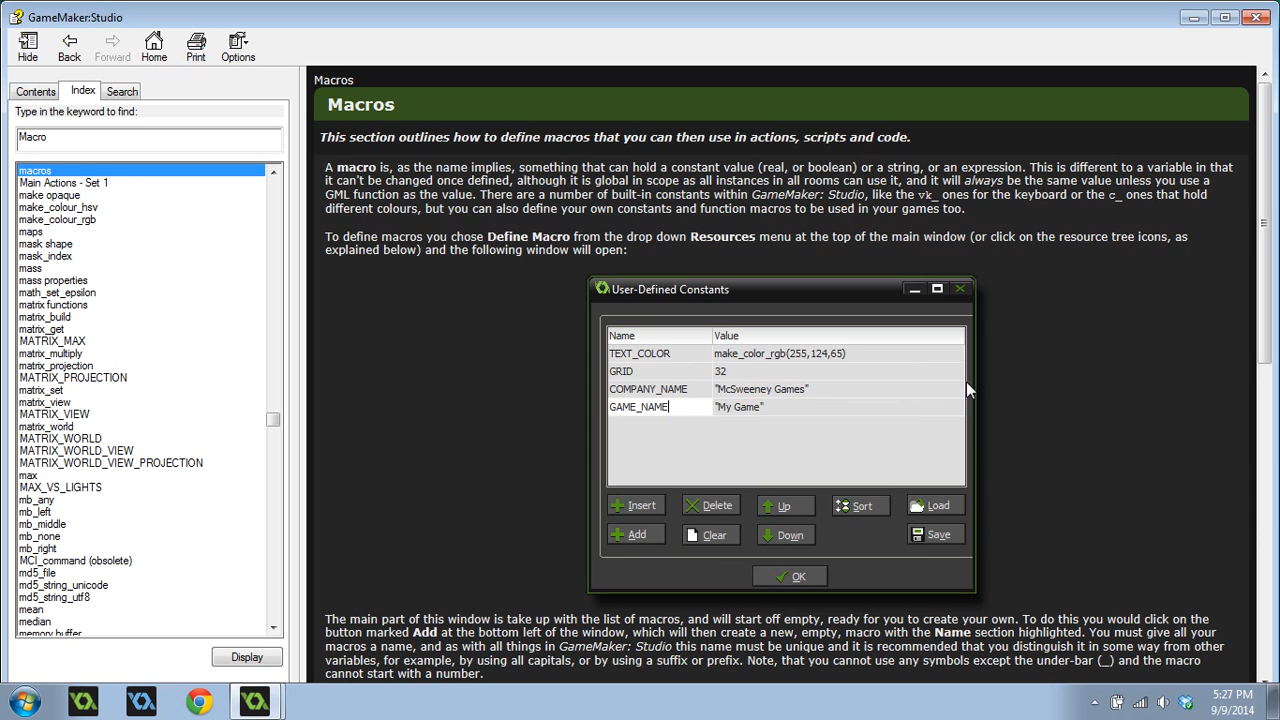 GameMaker:Studio
Hide
Back
Forward
Home
Print
Options
Contents
Index
Search
Type in the keyword to find:
Macro
macros
Main Actions - Set 1
make opaque
make_colour_hsv
make_colour_rgb
maps
mask shape
mask_index
mass
mass properties
math_set_epsilon
matrix functions
matrix_build
matrix_get
MATRIX_MAX
matrix_multiply
matrix_projection
MATRIX_PROJECTION
matrix_set
matrix_view
MATRIX_VIEW
matrix_world
MATRIX_WORLD
MATRIX_WORLD_VIEW
MATRIX_WORLD_VIEW_PROJECTION
max
MAX_VS_LIGHTS
mb_any
mb_left
mb_middle
mb_none
mb_right
MCI_command (obsolete)
md5_file
md5_string_unicode
md5_string_utf8
mean
median
memory buffer
Display
Macros
Macros
This section outlines how to define macros that you can then use in actions, scripts and code.
A macro is, as the name implies, something that can hold a constant value (real, or boolean) or a string, or an expression. This is different to a variable in that
it can't be changed once defined, although it is global in scope as all instances in all rooms can use it, and it will always be the same value unless you use a
GML function as the value. There are a number of built-in constants within GameMaker: Studio, like the vk_ ones for the keyboard or the c_ ones that hold
different colours, but you can also define your own constants and function macros to be used in your games too.
To define macros you chose Define Macro from the drop down Resources menu at the top of the main window (or click on the resource tree icons, as
explained below) and the following window will open:
User-Defined Constants
Name Value
TEXT_COLOR make_color_rgb(255,124,65)
GRID 32
COMPANY_NAME "McSweeney Games"
GAME_NAME "My Game"
Insert Delete Up Sort Load
Add Clear Down Save
OK
The main part of this window is take up with the list of macros, and will start off empty, ready for you to create your own. To do this you would click on the
button marked Add at the bottom left of the window, which will then create a new, empty, macro with the Name section highlighted. You must give all your
macros a name, and as with all things in GameMaker: Studio this name must be unique and it is recommended that you distinguish it in some way from other
variables, for example, by using all capitals, or by using a suffix or prefix. Note, that you cannot use any symbols except the under-bar (_) and the macro
cannot start with a number.
5:27 PM
9/9/2014